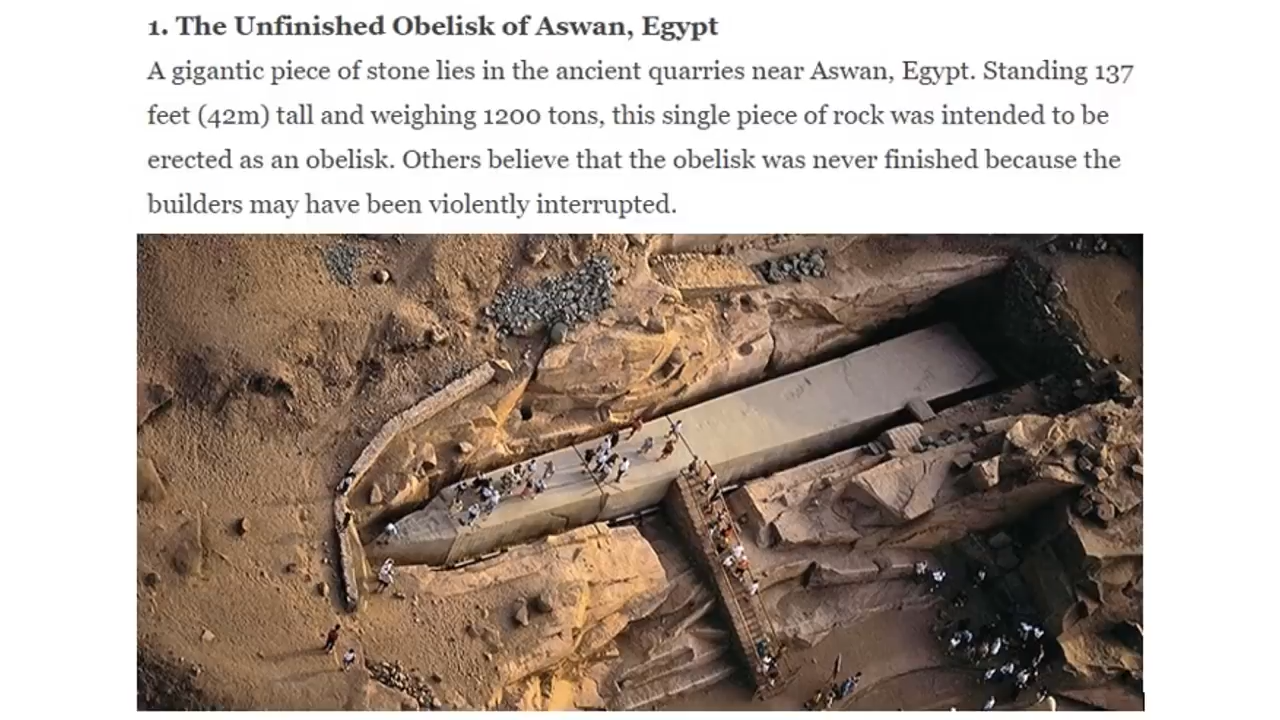 1. The Unfinished Obelisk of Aswan, Egypt
A gigantic piece of stone lies in the ancient quarries near Aswan, Egypt. Standing 137
feet (42m) tall and weighing 1200 tons, this single piece of rock was intended to be
erected as an obelisk. Others believe that the obelisk was never finished because the
builders may have been violently interrupted.